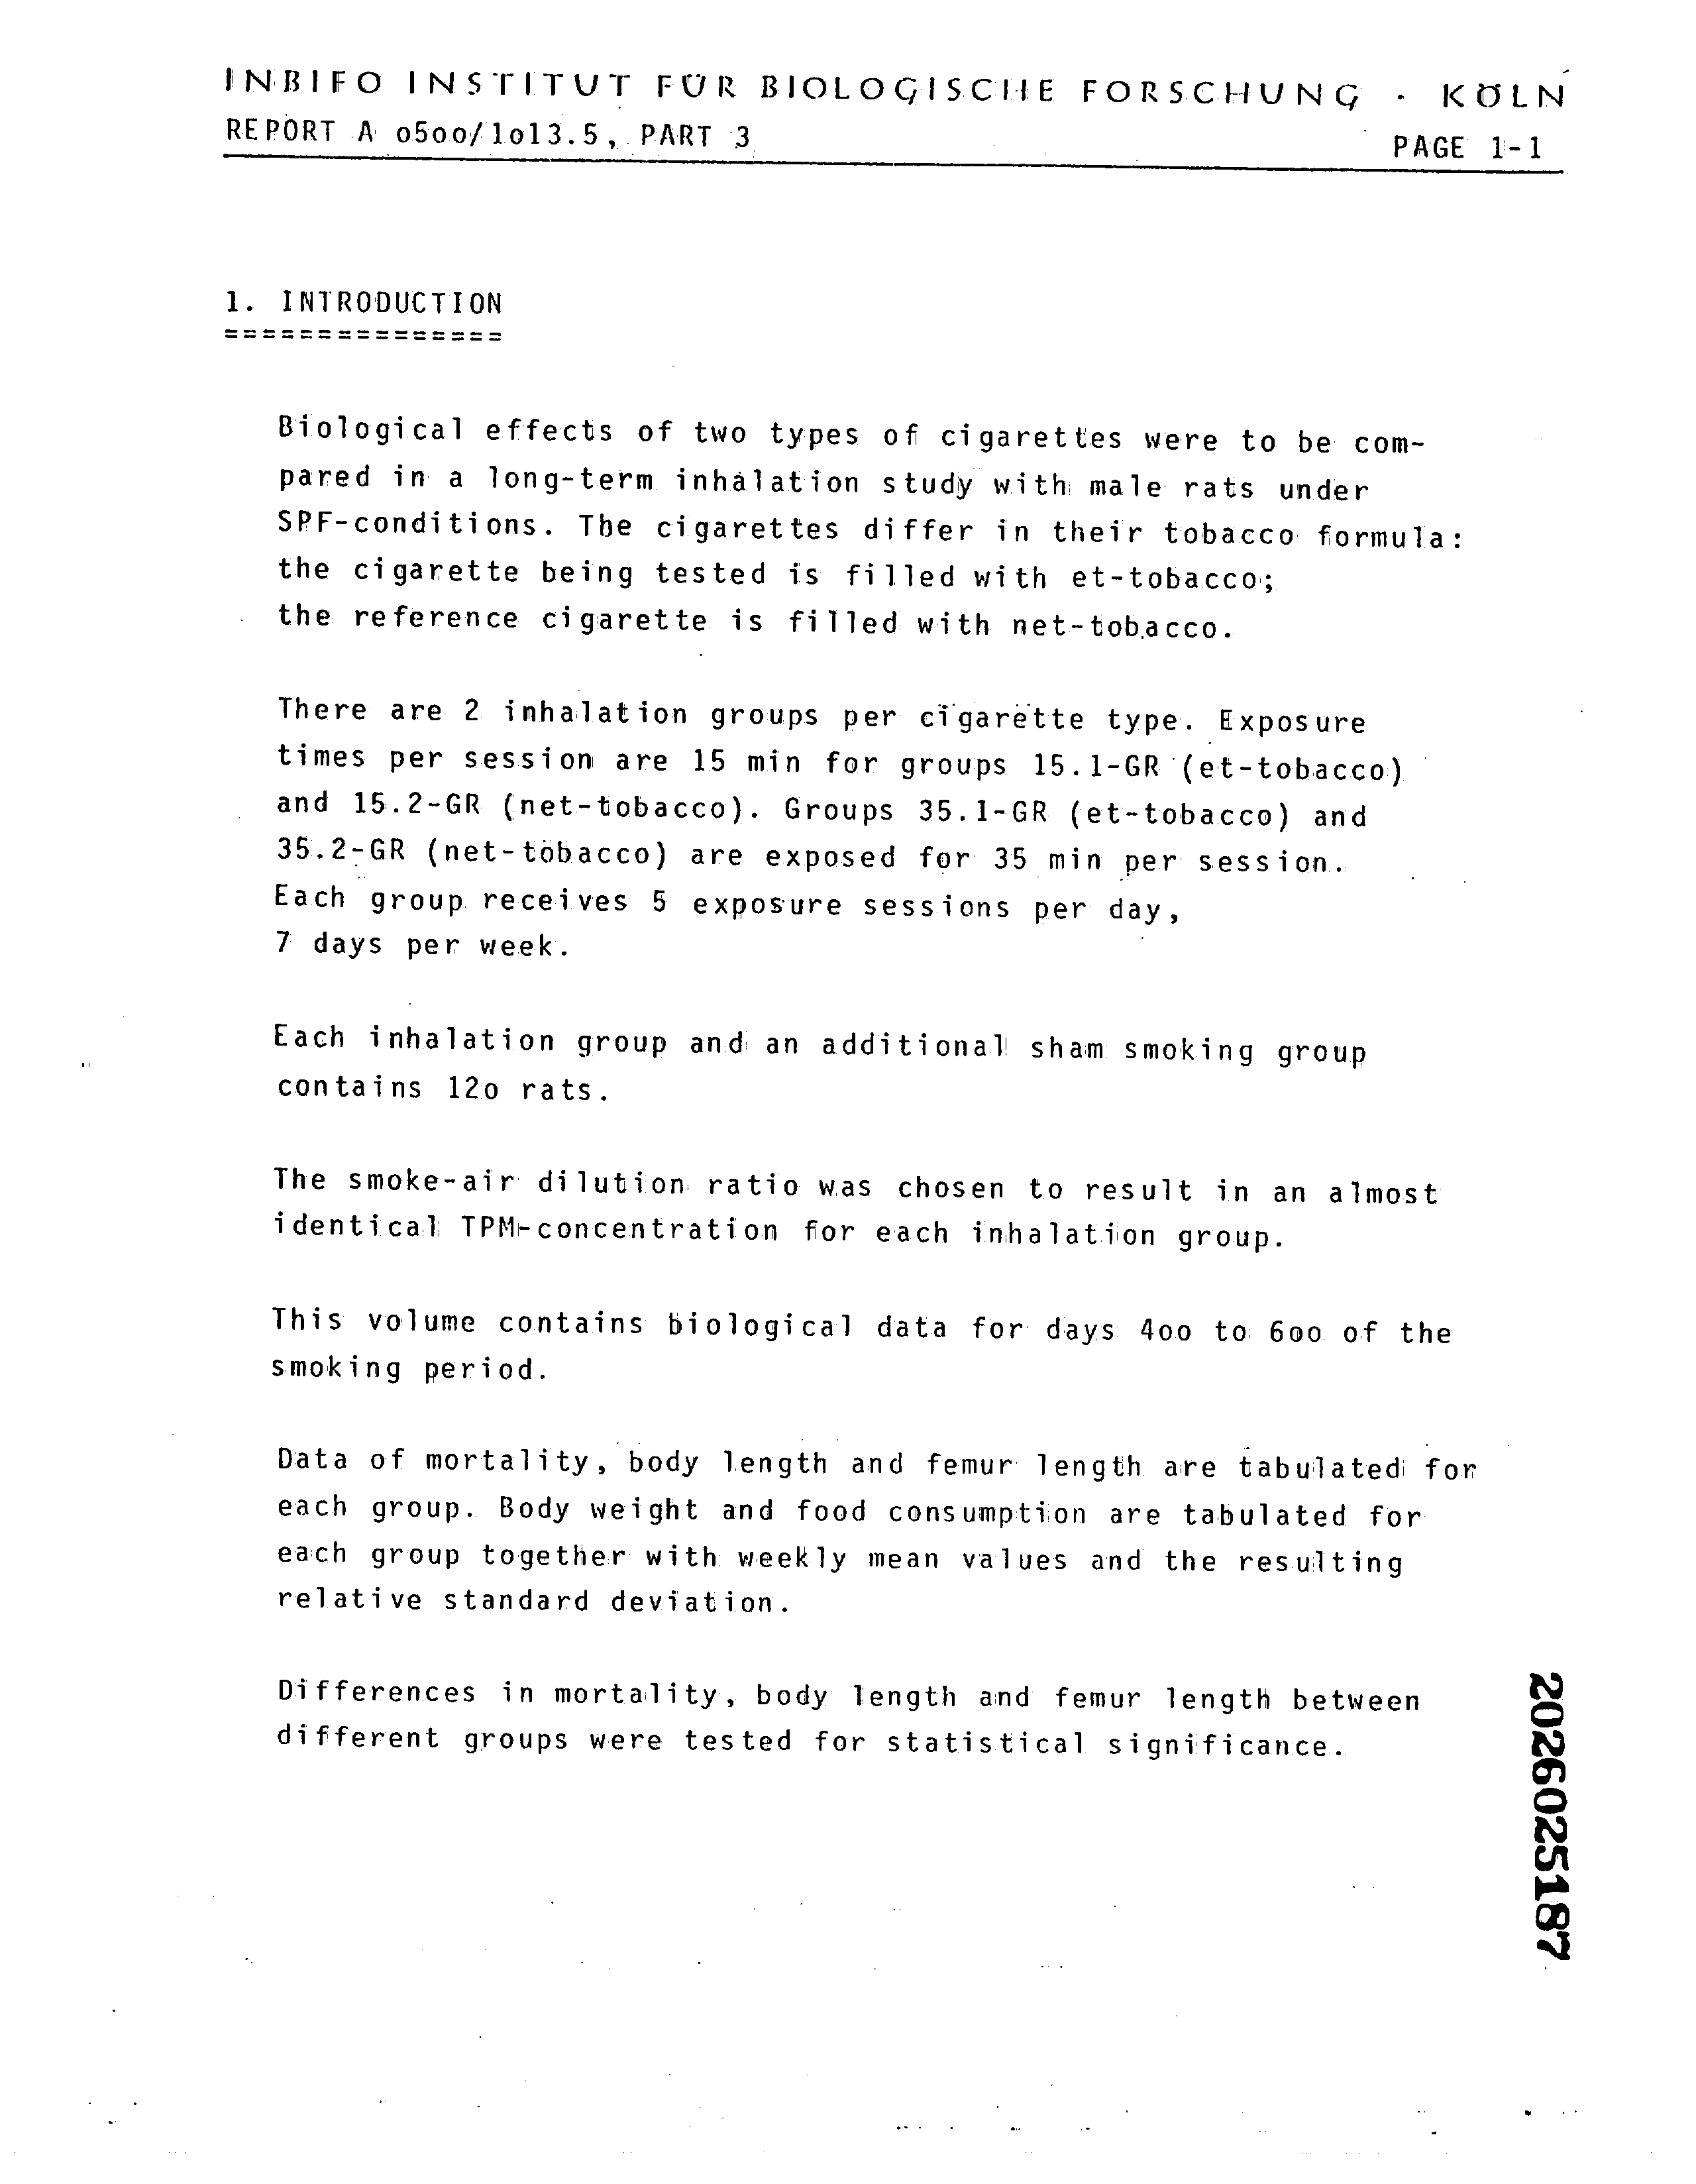 INBIFO INSTITUT FÜR BIOLOGISCHE FORSCHUNG · KÖLN
REPORT A o5oo/1o13.5, PART 3
PAGE 1-1
1. INTRODUCTION
===============
Biological effects of two types of cigarettes were to be com-
pared in a long-term inhalation study with male rats under
SPF-conditions. The cigarettes differ in their tobacco formula:
the cigarette being tested is filled with et-tobacco;
the reference cigarette is filled with net-tobacco.
There are 2 inhalation groups per cigarette type. Exposure
times per session are 15 min for groups 15.1-GR (et-tobacco)
and 15.2-GR (net-tobacco). Groups 35.1-GR (et-tobacco) and
35.2-GR (net-tobacco) are exposed for 35 min per session.
Each group receives 5 exposure sessions per day,
7 days per week.
Each inhalation group and an additional sham smoking group
contains 12o rats.
The smoke-air dilution ratio was chosen to result in an almost
identical TPM-concentration for each inhalation group.
This volume contains biological data for days 4oo to 6oo of the
smoking period.
Data of mortality, body length and femur length are tabulated for
each group. Body weight and food consumption are tabulated for
each group together with weekly mean values and the resulting
relative standard deviation.
Differences in mortality, body length and femur length between
different groups were tested for statistical significance.
2026025187